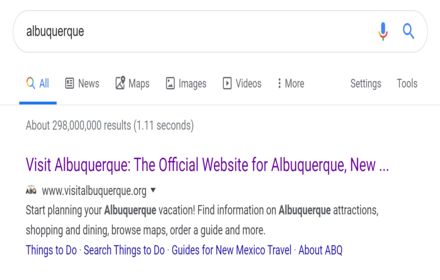 albuquerque
All News Maps Images Videos More Settings Tools
About 298,000,000 results (1.11 seconds)
Visit Albuquerque: The Official Website for Albuquerque, New ...
ABQ www.visitalbuquerque.org
Start planning your Albuquerque vacation! Find information on Albuquerque attractions,
shopping and dining, browse maps, order a guide and more.
Things to Do · Search Things to Do · Guides for New Mexico Travel · About ABQ